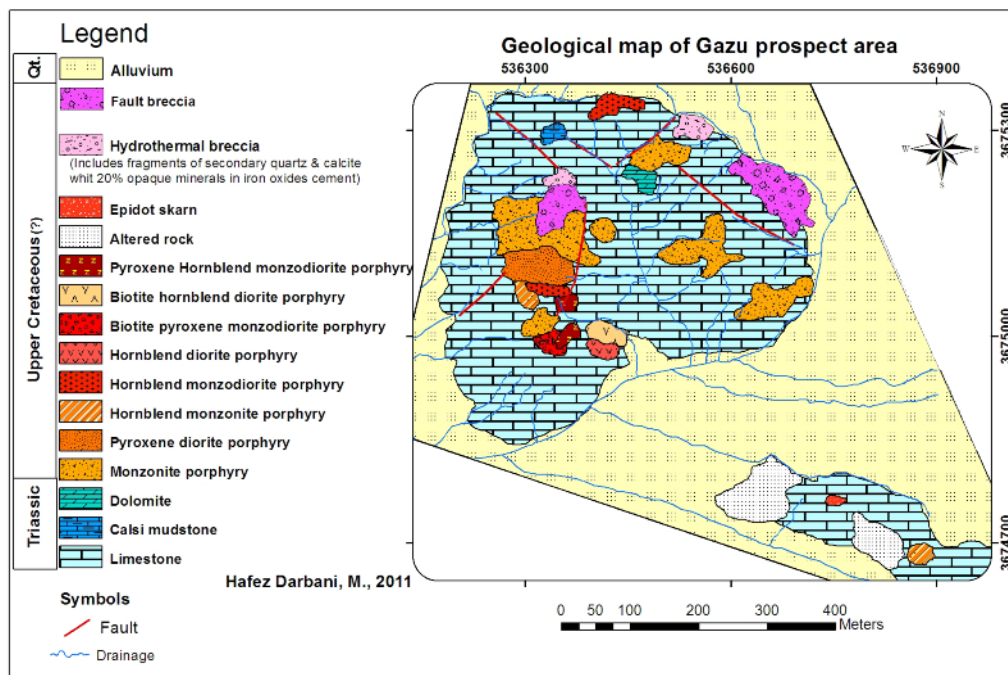 Legend
Qt.
Alluvium
Fault breccia
Hydrothermal breccia
(Includes fragments of secondary quartz & calcite
whit 20% opaque minerals in iron oxides cement)
Upper Cretaceous (?)
Epidot skarn
Altered rock
Pyroxene Hornblend monzodiorite porphyry
Biotite hornblend diorite porphyry
Biotite pyroxene monzodiorite porphyry
Hornblend diorite porphyry
Hornblend monzodiorite porphyry
Hornblend monzonite porphyry
Pyroxene diorite porphyry
Monzonite porphyry
Triassic
Dolomite
Calsi mudstone
Limestone
Hafez Darbani, M., 2011
Symbols
Fault
Drainage
Geological map of Gazu prospect area
536300 536600 536900
3675300
3675000
3674700
N
W E
S
0 50 100 200 300 400
Meters